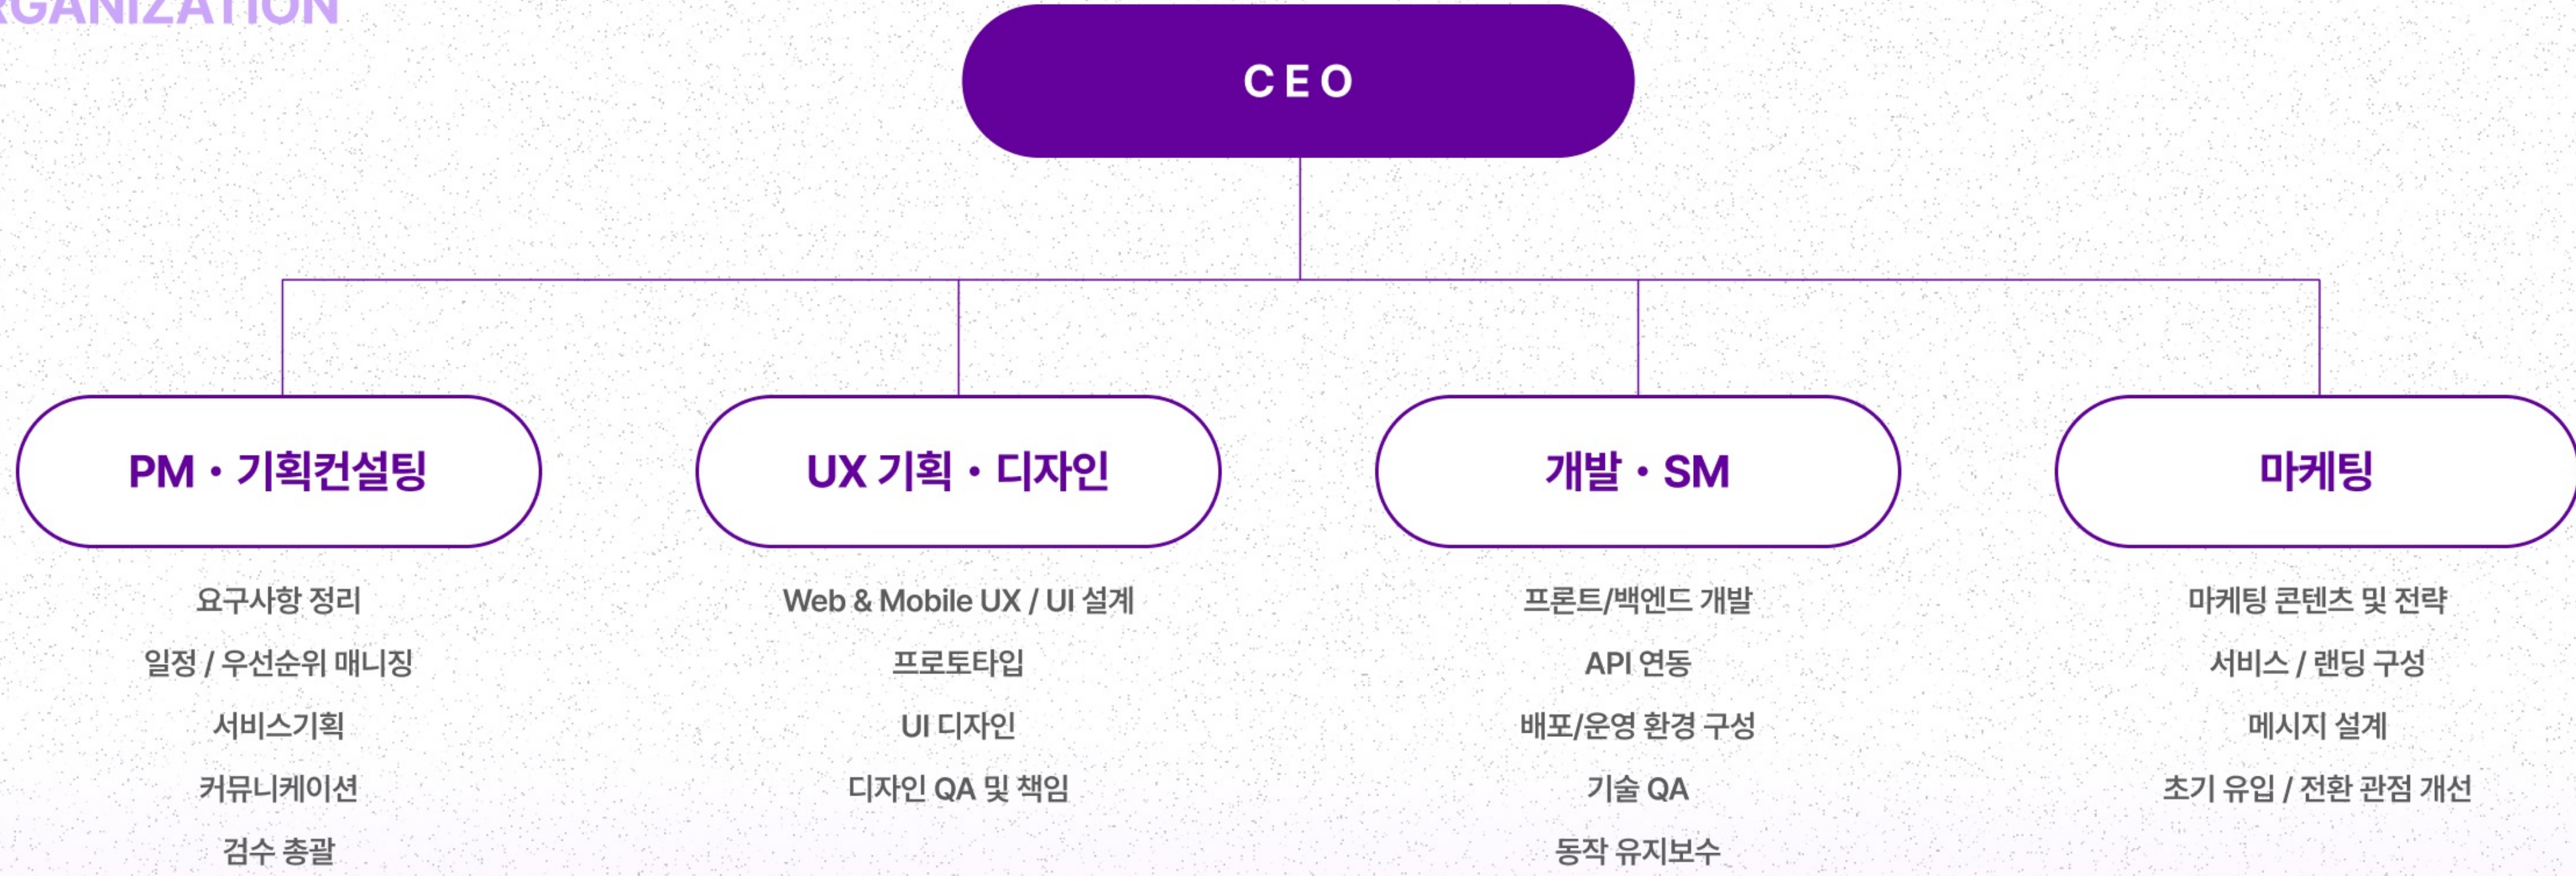 RGANIZATION
CEO
PM • 기획컨설팅
요구사항 정리
일정 / 우선순위 매니징
서비스기획
커뮤니케이션
검수 총괄
UX 기획 • 디자인
Web & Mobile UX / UI 설계
프로토타입
UI 디자인
디자인 QA 및 책임
개발 • SM
프론트/백엔드 개발
API 연동
배포/운영 환경 구성
기술 QA
동작 유지보수
마케팅
마케팅 콘텐츠 및 전략
서비스 / 랜딩 구성
메시지 설계
초기 유입 / 전환 관점 개선